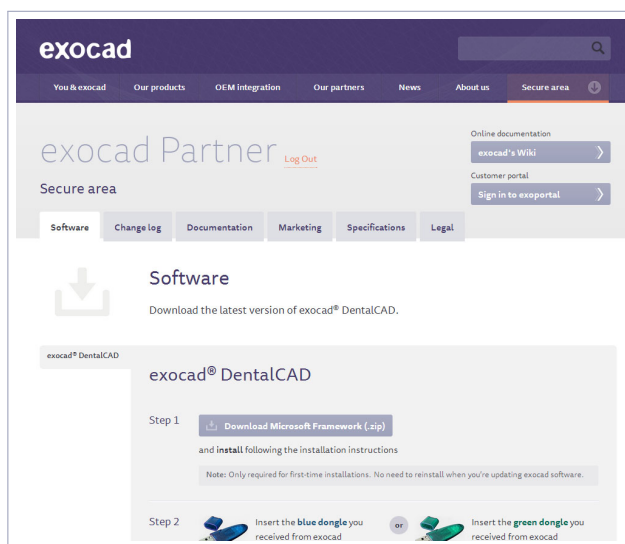 exocad
You & exocad Our products OEM integration Our partners News About us Secure area
exocad Partner Log Out
Secure area
Online documentation
exocad's Wiki
Customer portal
Sign in to exoportal
Software Change log Documentation Marketing Specifications Legal
Software
Download the latest version of exocad® DentalCAD.
exocad® DentalCAD
exocad® DentalCAD
Step 1 Download Microsoft Framework (.zip)
and install following the installation instructions
Note: Only required for first-time installations. No need to reinstall when you're updating exocad software.
Step 2 Insert the blue dongle you or Insert the green dongle you
received from exocad received from exocad